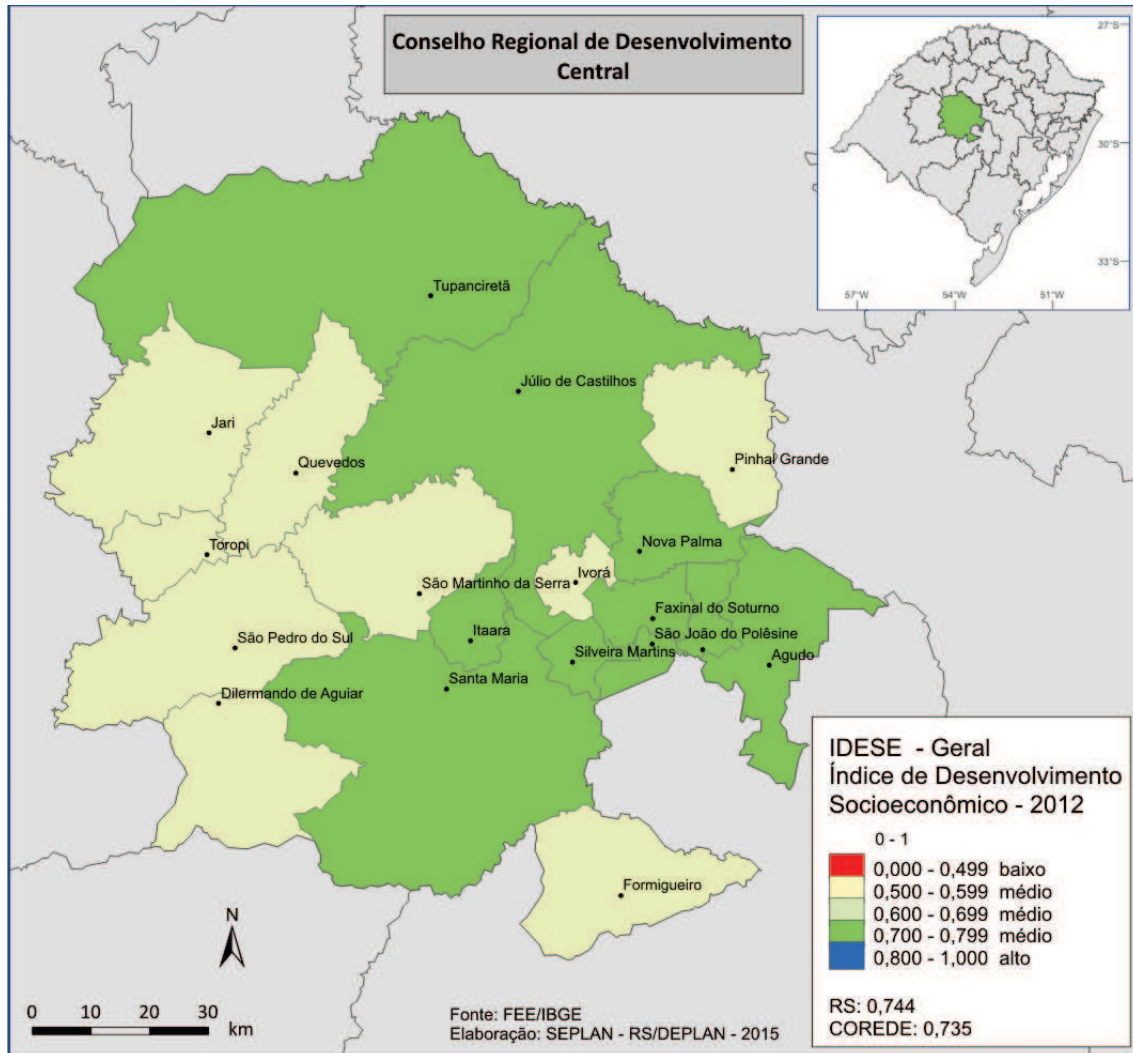 Conselho Regional de Desenvolvimento
Central
27°S
30°S
33°S
57°W
54°W
51°W
Tupanciretã
Júlio de Castilhos
Jari
Quevedos
Pinhal Grande
Toropi
Nova Palma
São Martinho da Serra
Ivorá
Faxinal do Soturno
São Pedro do Sul
Itaara
São João do Polêsine
Silveira Martins
Agudo
Santa Maria
Dilermando de Aguiar
Formigueiro
IDESE - Geral
Índice de Desenvolvimento
Socioeconômico - 2012
0 - 1
0,000 - 0,499 baixo
0,500 - 0,599 médio
0,600 - 0,699 médio
0,700 - 0,799 médio
0,800 - 1,000 alto
RS: 0,744
COREDE: 0,735
N
0 10 20 30
km
Fonte: FEE/IBGE
Elaboração: SEPLAN - RS/DEPLAN - 2015